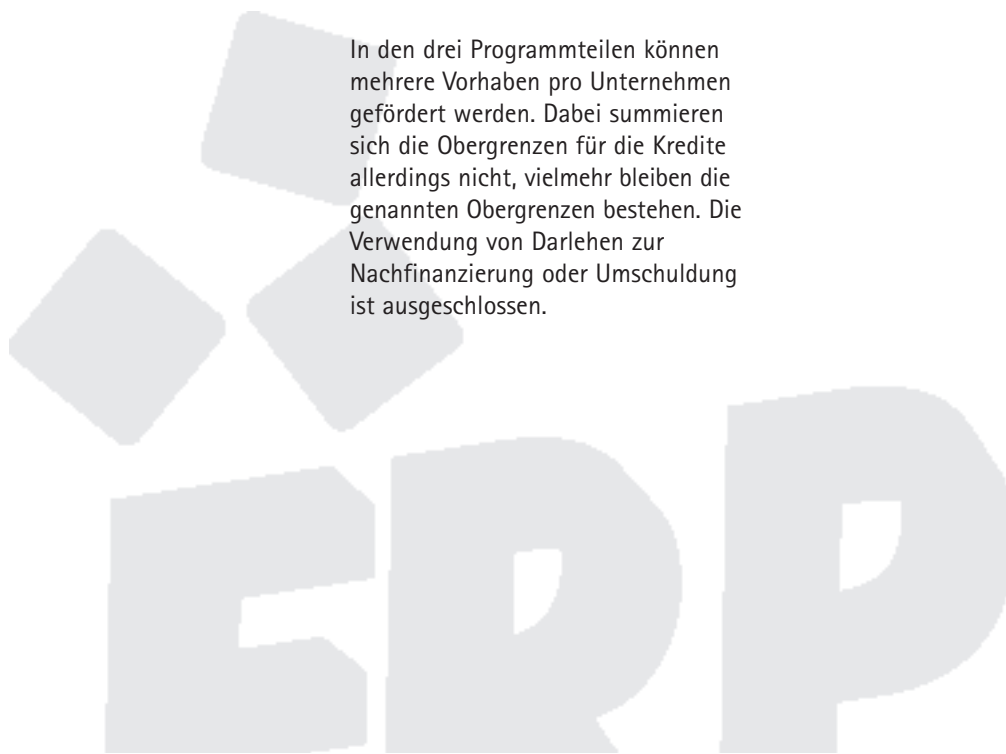 In den drei Programmteilen können
mehrere Vorhaben pro Unternehmen
gefördert werden. Dabei summieren
sich die Obergrenzen für die Kredite
allerdings nicht, vielmehr bleiben die
genannten Obergrenzen bestehen. Die
Verwendung von Darlehen zur
Nachfinanzierung oder Umschuldung
ist ausgeschlossen.
ERP